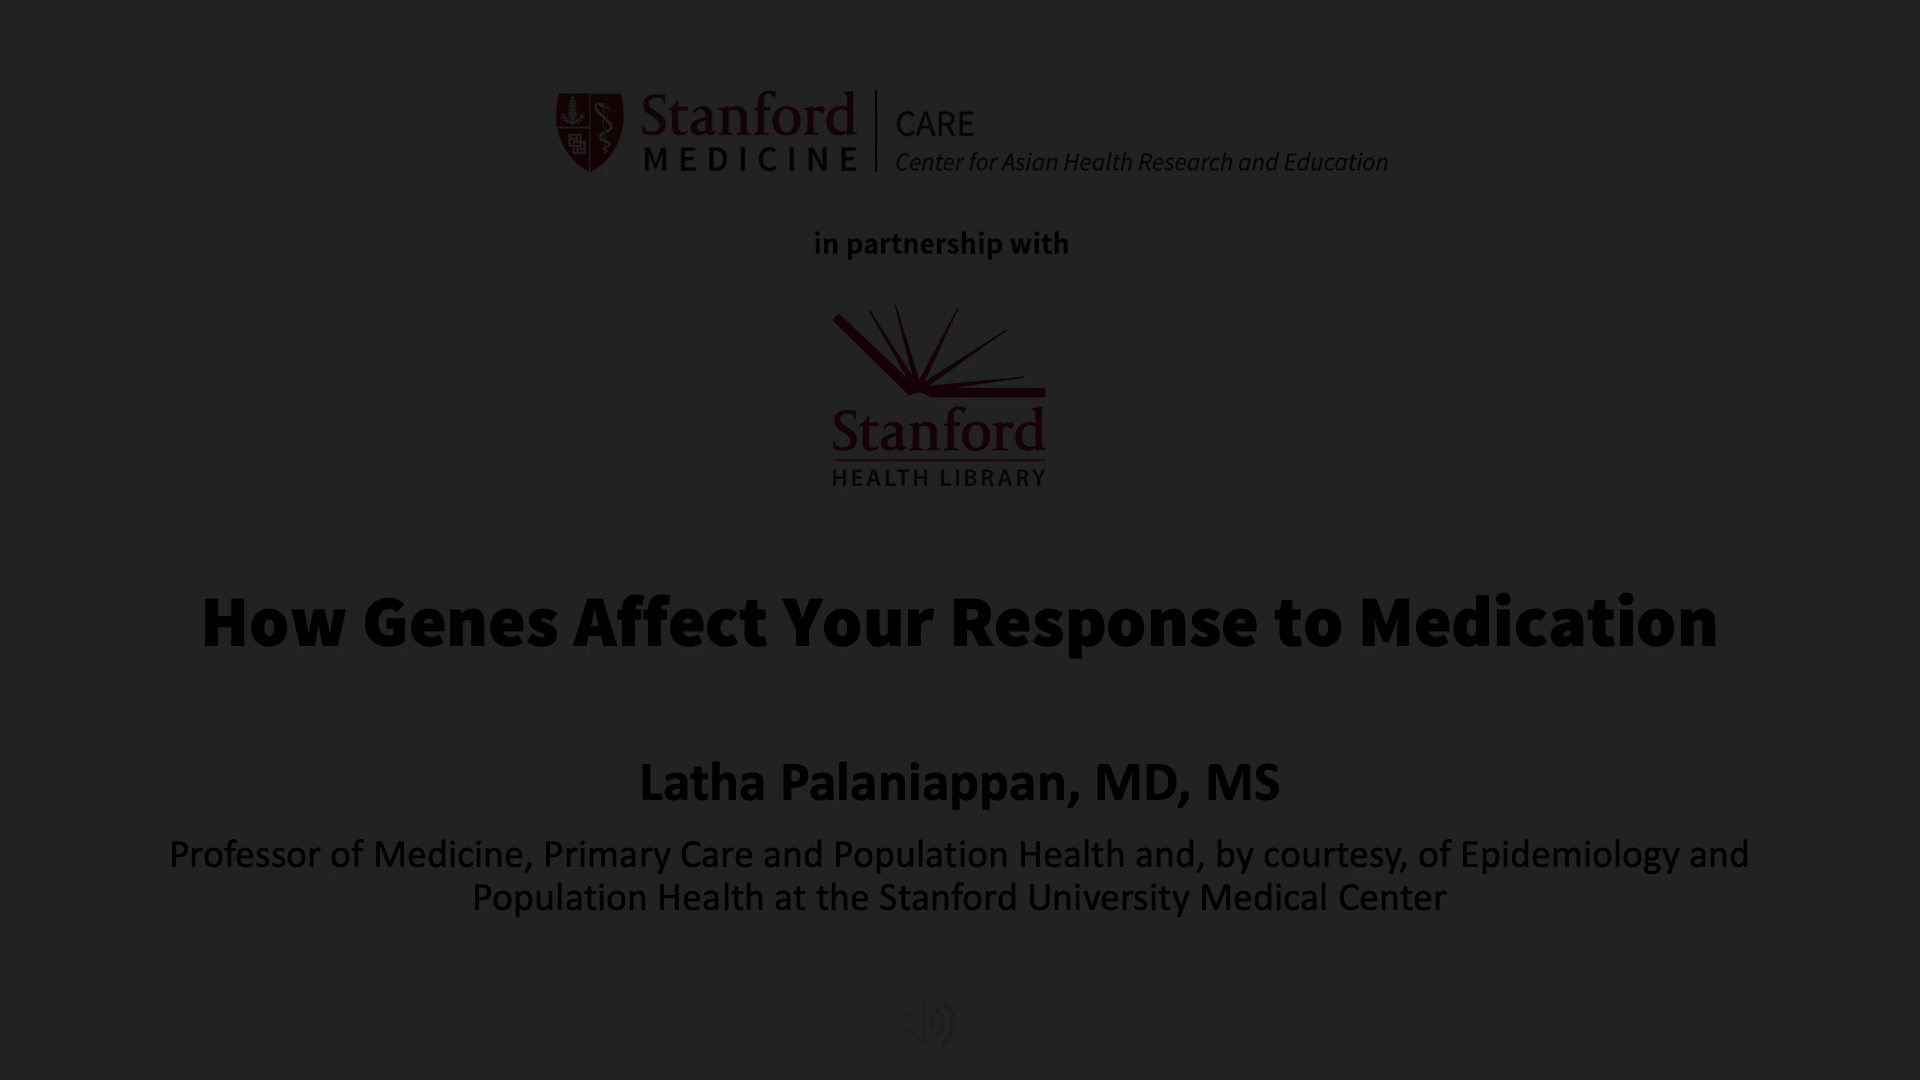 Stanford
MEDICINE
CARE
Center for Asian Health Research and Education
in partnership with
Stanford
HEALTH LIBRARY
How Genes Affect Your Response to Medication
Latha Palaniappan, MD, MS
Professor of Medicine, Primary Care and Population Health and, by courtesy, of Epidemiology and
Population Health at the Stanford University Medical Center